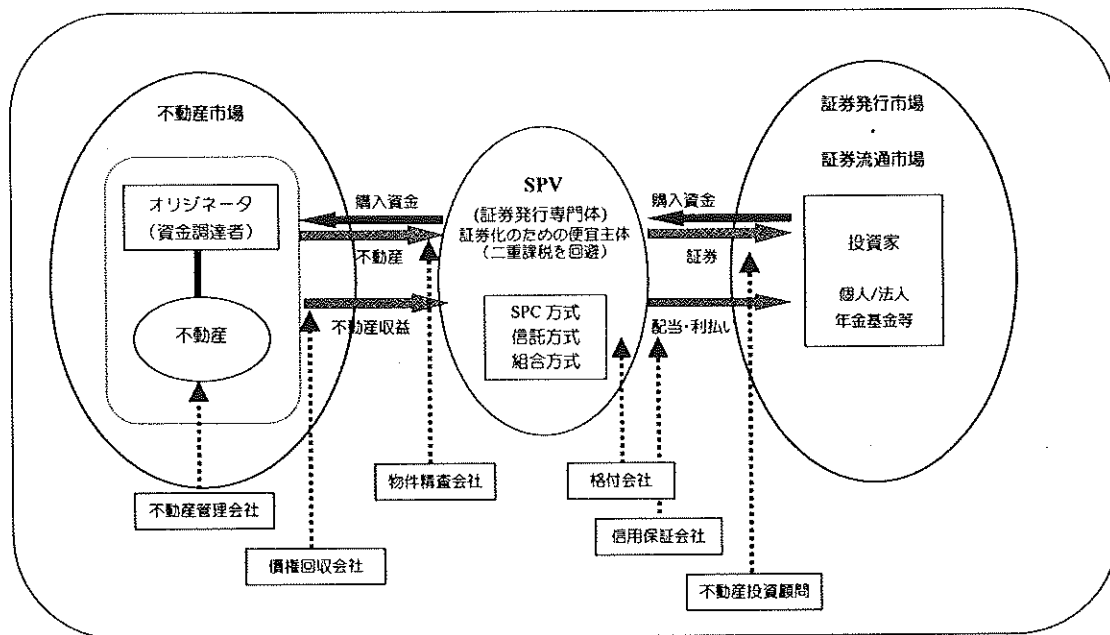 不動産市場
オリジネータ
(資金調達者)
不動産
購入資金
不動産
不動産収益
SPV
(証券発行専門体)
証券化のための便宜主体
(二重課税を回避)
SPC 方式
信託方式
組合方式
購入資金
証券
配当・利払い
証券発行市場
・
証券流通市場
投資家
個人/法人
年金基金等
不動産管理会社
債権回収会社
物件精査会社
格付会社
信用保証会社
不動産投資顧問